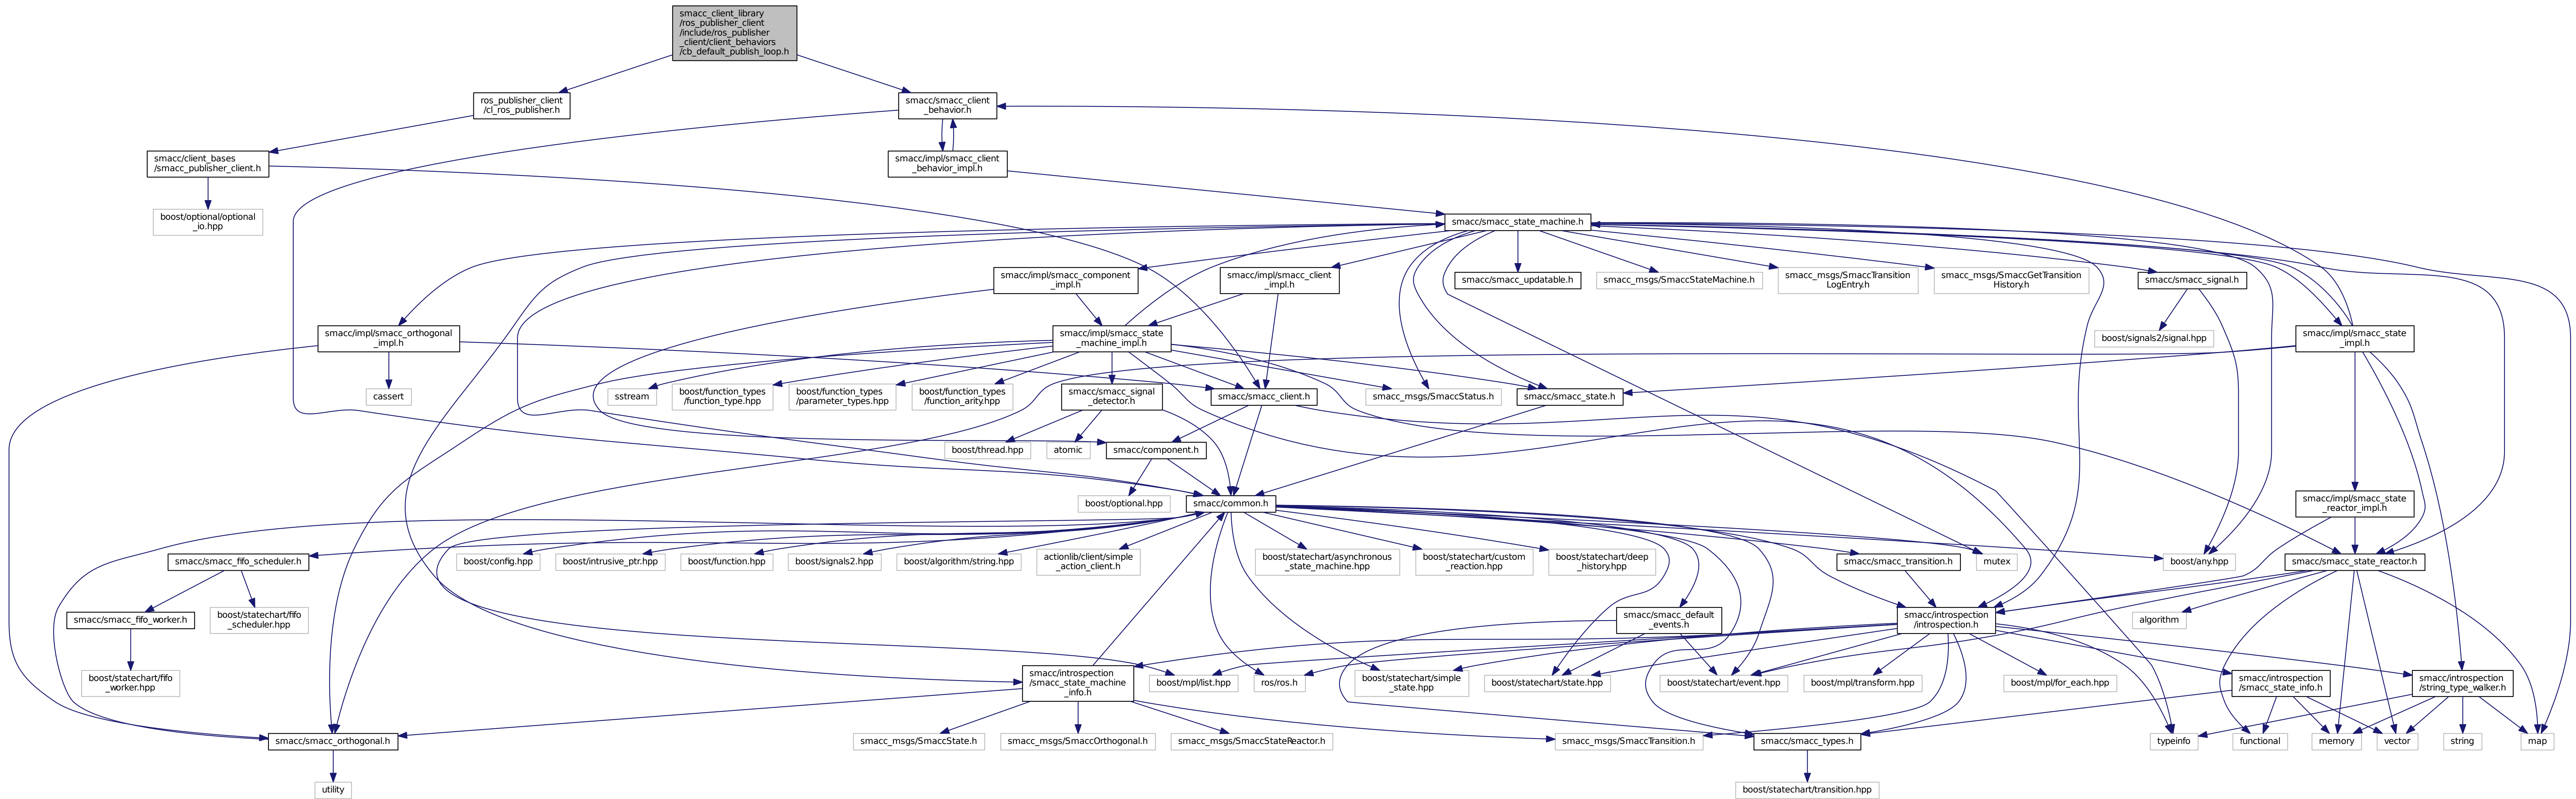 smacc_client_library
/ros_publisher_client
/include/ros_publisher
_client/client_behaviors
/cb_default_publish_loop.h
ros_publisher_client
/cl_ros_publisher.h
smacc/smacc_client
_behavior.h
smacc/client_bases
/smacc_publisher_client.h
smacc/impl/smacc_client
_behavior_impl.h
boost/optional/optional
_io.hpp
smacc/smacc_state_machine.h
smacc/impl/smacc_component
_impl.h
smacc/impl/smacc_client
_impl.h
smacc/smacc_updatable.h
smacc_msgs/SmaccStateMachine.h
smacc_msgs/SmaccTransition
LogEntry.h
smacc_msgs/SmaccGetTransition
History.h
smacc/smacc_signal.h
smacc/impl/smacc_orthogonal
_impl.h
smacc/impl/smacc_state
_machine_impl.h
boost/signals2/signal.hpp
smacc/impl/smacc_state
_impl.h
cassert
sstream
boost/function_types
/function_type.hpp
boost/function_types
/parameter_types.hpp
boost/function_types
/function_arity.hpp
smacc/smacc_signal
_detector.h
smacc/smacc_client.h
smacc_msgs/SmaccStatus.h
smacc/smacc_state.h
boost/thread.hpp
atomic
smacc/component.h
boost/optional.hpp
smacc/common.h
smacc/impl/smacc_state
_reactor_impl.h
smacc/smacc_fifo_scheduler.h
boost/config.hpp
boost/intrusive_ptr.hpp
boost/function.hpp
boost/signals2.hpp
boost/algorithm/string.hpp
actionlib/client/simple
_action_client.h
boost/statechart/asynchronous
_state_machine.hpp
boost/statechart/custom
_reaction.hpp
boost/statechart/deep
_history.hpp
smacc/smacc_transition.h
mutex
boost/any.hpp
smacc/smacc_state_reactor.h
smacc/smacc_fifo_worker.h
boost/statechart/fifo
_scheduler.hpp
smacc/smacc_default
_events.h
smacc/introspection
/introspection.h
algorithm
boost/statechart/fifo
_worker.hpp
smacc/introspection
/smacc_state_machine
_info.h
boost/mpl/list.hpp
ros/ros.h
boost/statechart/simple
_state.hpp
boost/statechart/state.hpp
boost/statechart/event.hpp
boost/mpl/transform.hpp
boost/mpl/for_each.hpp
smacc/introspection
/smacc_state_info.h
smacc/introspection
/string_type_walker.h
smacc/smacc_orthogonal.h
smacc_msgs/SmaccState.h
smacc_msgs/SmaccOrthogonal.h
smacc_msgs/SmaccStateReactor.h
smacc_msgs/SmaccTransition.h
smacc/smacc_types.h
typeinfo
functional
memory
vector
string
map
utility
boost/statechart/transition.hpp